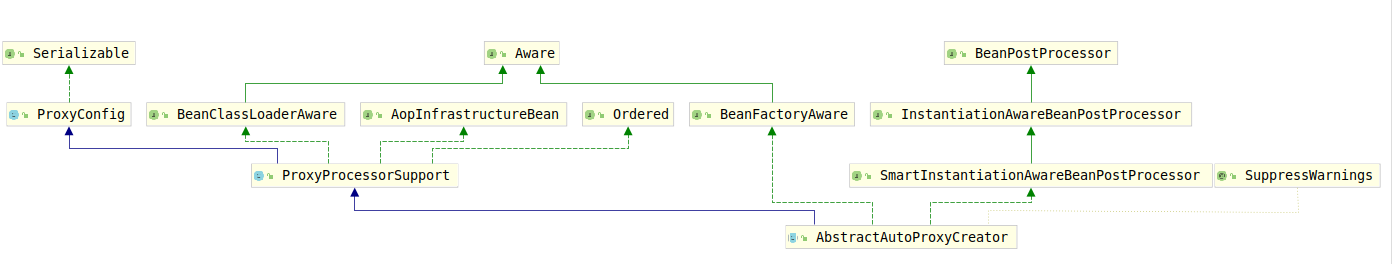 Serializable
Aware
BeanPostProcessor
ProxyConfig
BeanClassLoaderAware
AopInfrastructureBean
Ordered
BeanFactoryAware
InstantiationAwareBeanPostProcessor
ProxyProcessorSupport
SmartInstantiationAwareBeanPostProcessor
SuppressWarnings
AbstractAutoProxyCreator